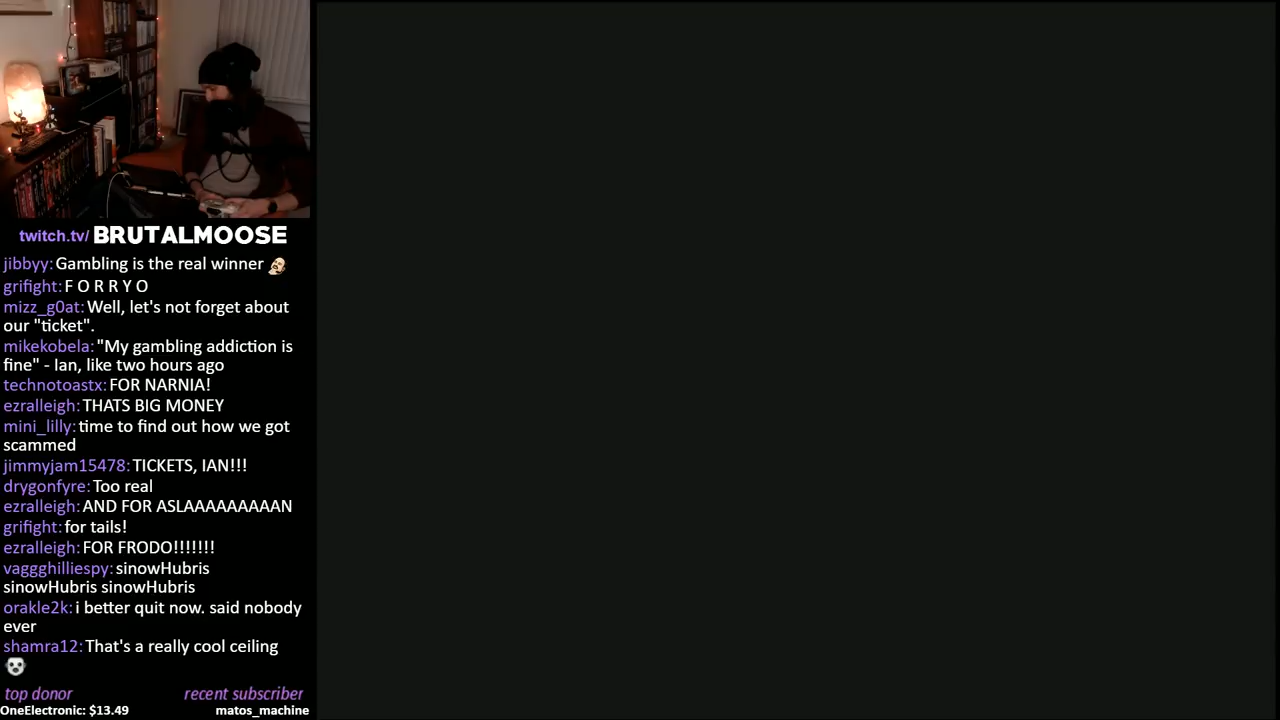 twitch.tv/ BRUTALMOOSE
jibbyy: Gambling is the real winner
grifight: F O R R Y O
mizz_g0at: Well, let's not forget about
our "ticket".
mikekobela: "My gambling addiction is
fine" - Ian, like two hours ago
technotoastx: FOR NARNIA!
ezralleigh: THATS BIG MONEY
mini_lilly: time to find out how we got
scammed
jimmyjam15478: TICKETS, IAN!!!
drygonfyre: Too real
ezralleigh: AND FOR ASLAAAAAAAAAN
grifight: for tails!
ezralleigh: FOR FRODO!!!!!!!
vaggghilliespy: sinowHubris
sinowHubris sinowHubris
orakle2k: i better quit now. said nobody
ever
shamra12: That's a really cool ceiling
top donor recent subscriber
OneElectronic: $13.49 matos_machine